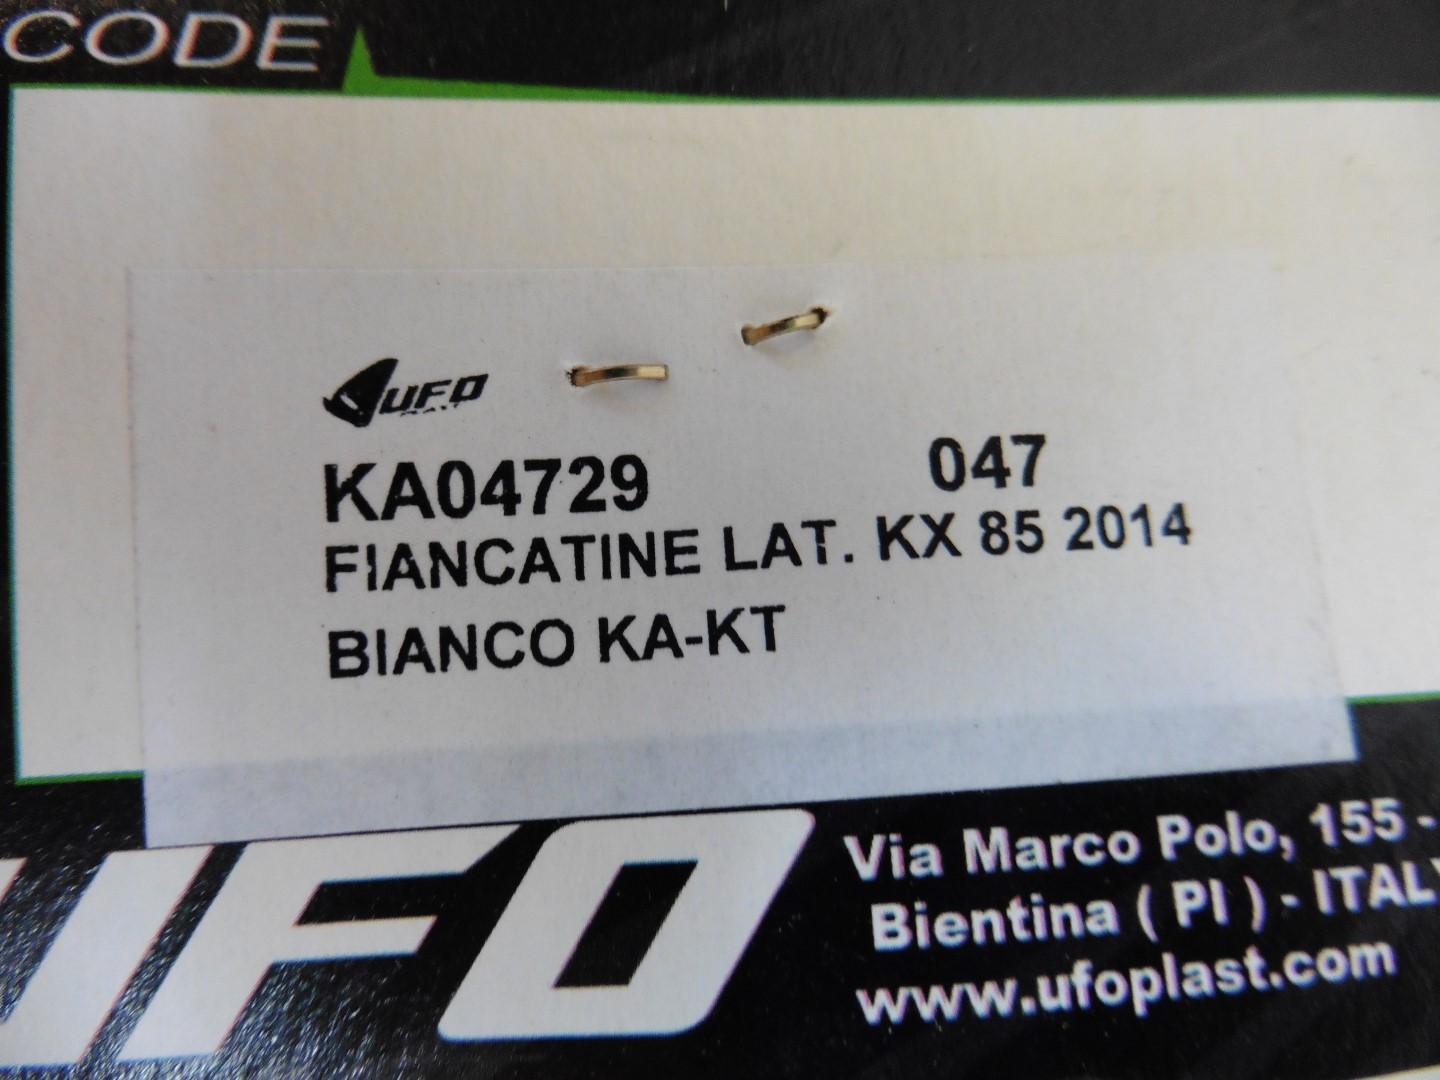 CODE
UFO
KA04729 047
FIANCATINE LAT. KX 85 2014
BIANCO KA-KT
UFO
Via Marco Polo, 155 -
Bientina ( PI ) - ITALY
www.ufoplast.com